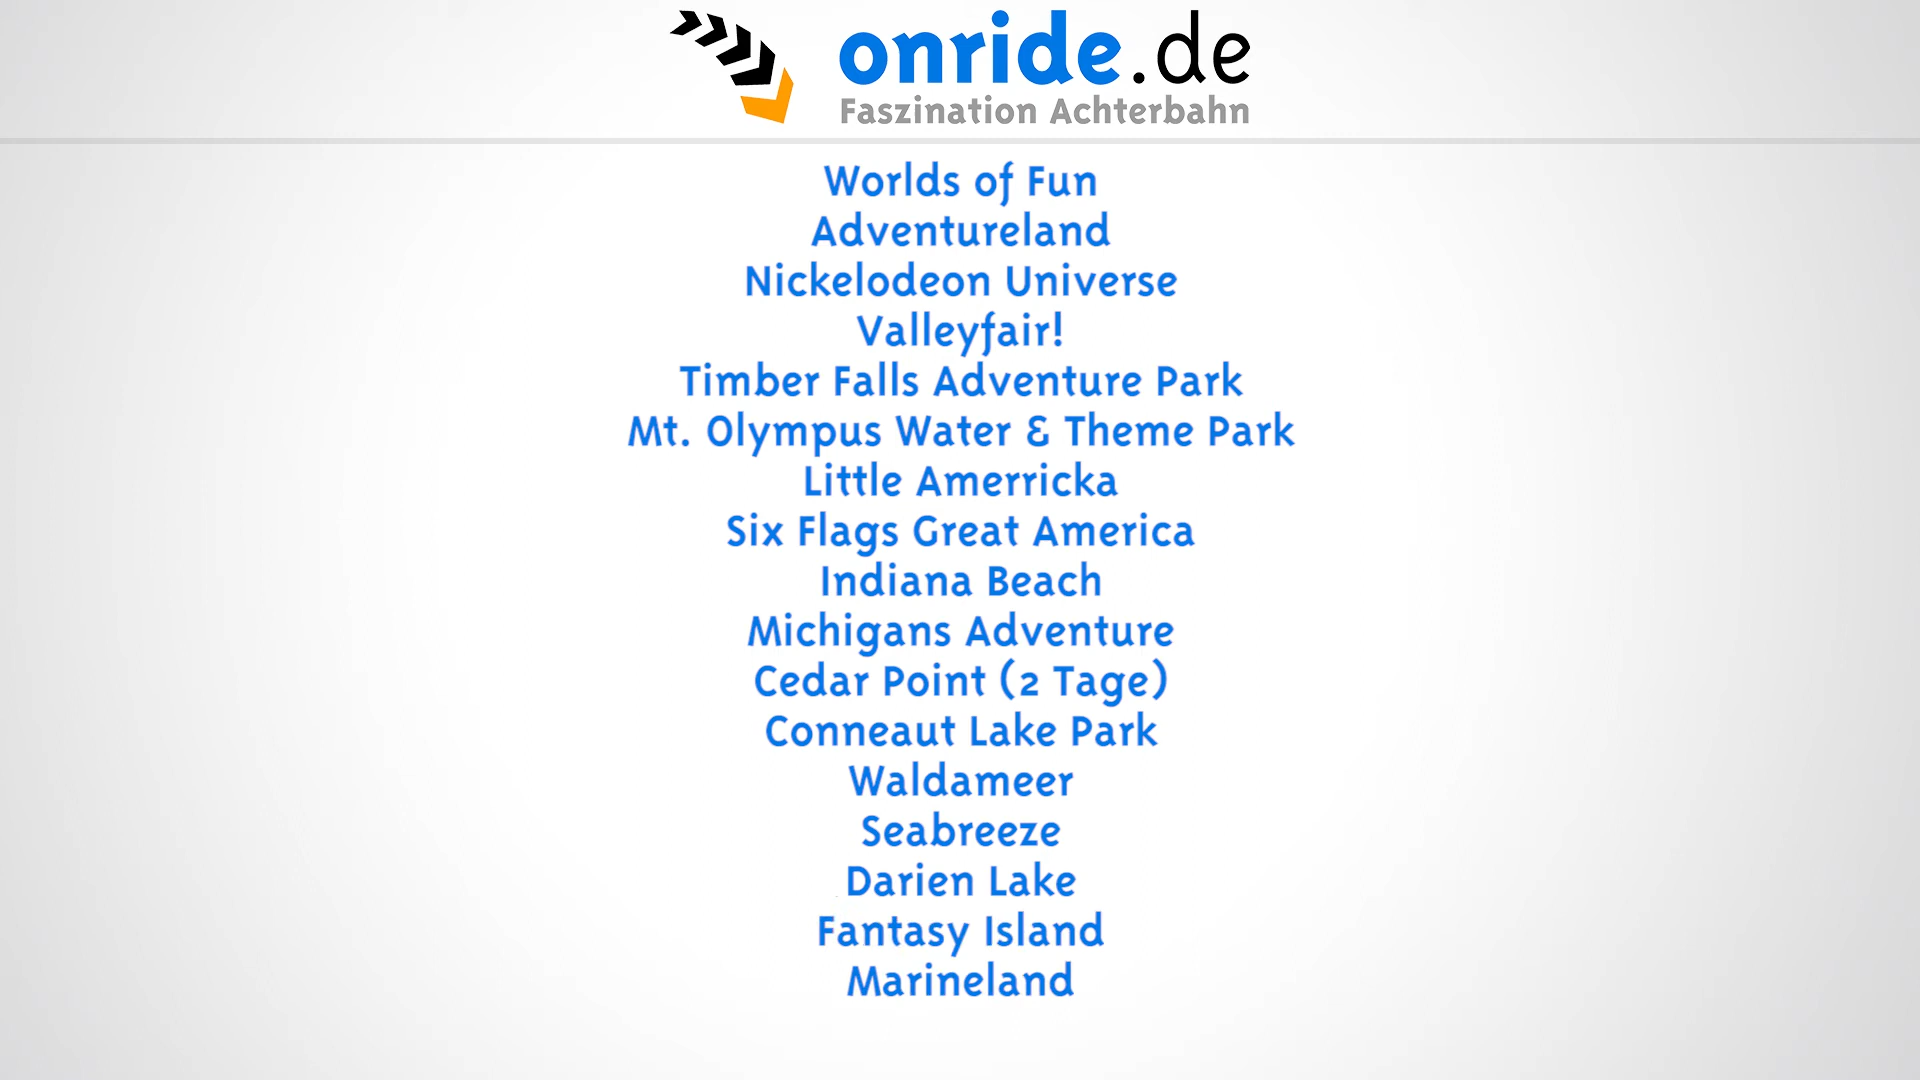 onride.de
Faszination Achterbahn
Worlds of Fun
Adventureland
Nickelodeon Universe
Valleyfair!
Timber Falls Adventure Park
Mt. Olympus Water & Theme Park
Little Amerricka
Six Flags Great America
Indiana Beach
Michigans Adventure
Cedar Point (2 Tage)
Conneaut Lake Park
Waldameer
Seabreeze
Darien Lake
Fantasy Island
Marineland